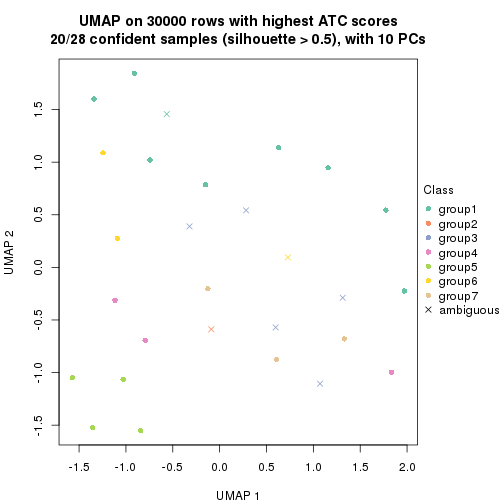 UMAP on 30000 rows with highest ATC scores
20/28 confident samples (silhouette > 0.5), with 10 PCs
1.5
1.0
0.5
0.0
-0.5
-1.0
-1.5
UMAP 2
-1.5 -1.0 -0.5 0.0 0.5 1.0 1.5 2.0
UMAP 1
Class
group1
group2
group3
group4
group5
group6
group7
ambiguous